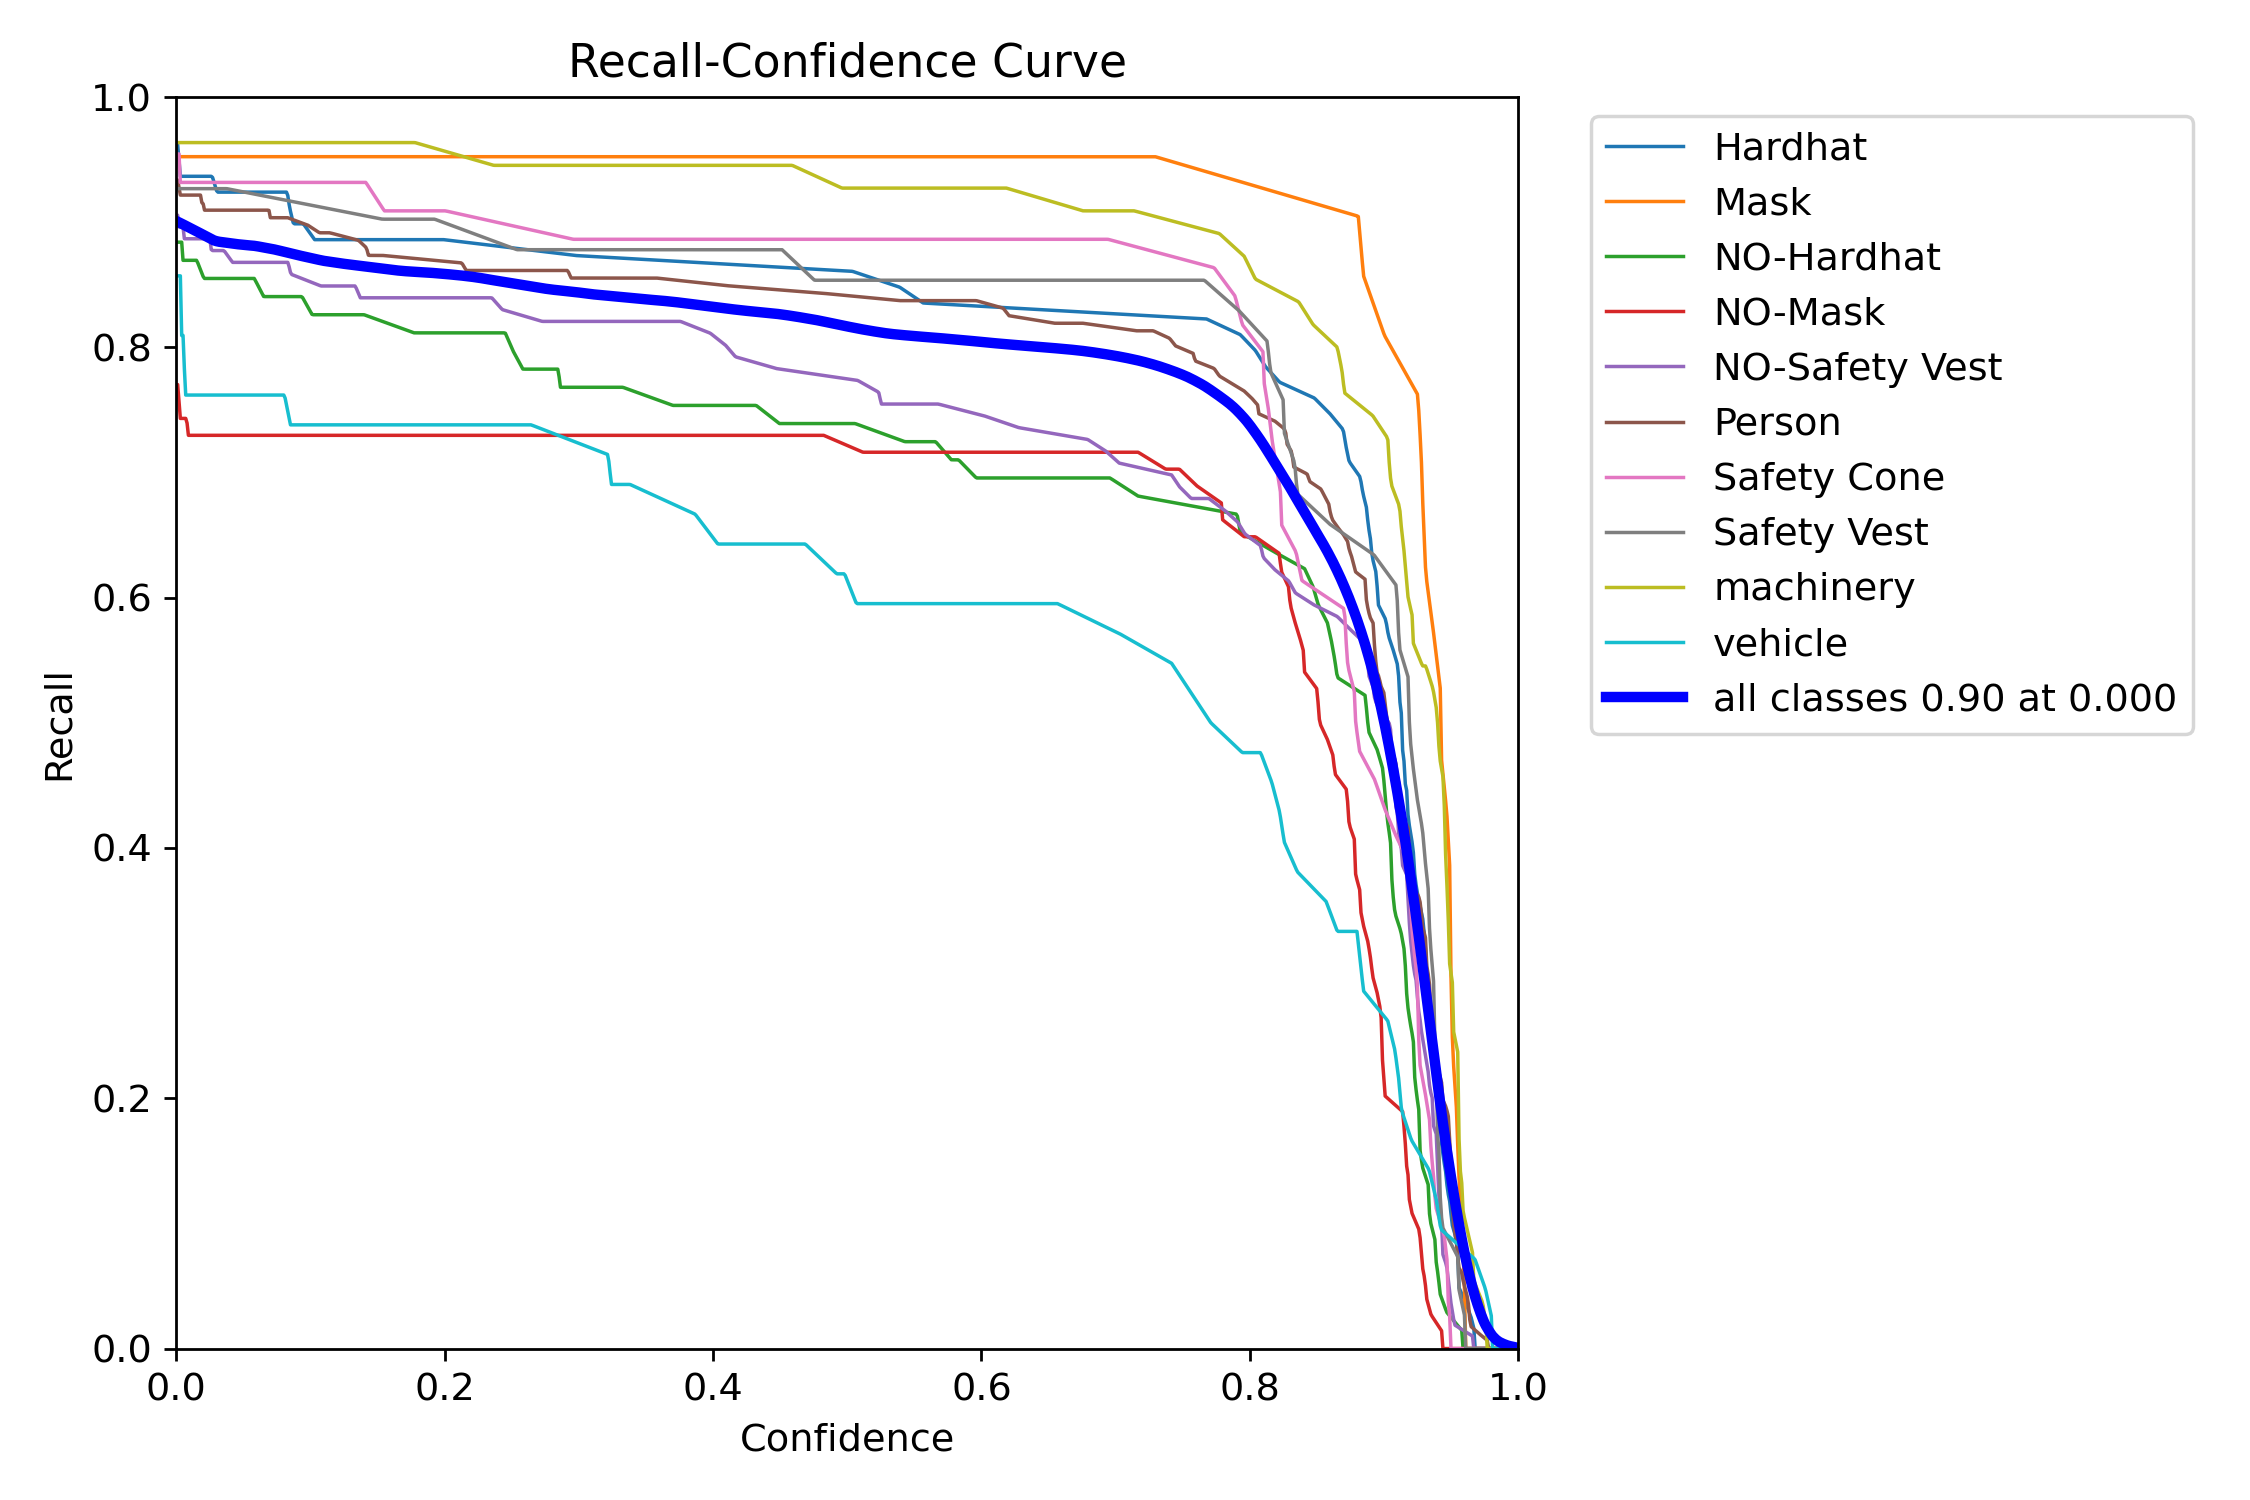 Recall-Confidence Curve
1.0
0.8
0.6
0.4
0.2
0.0
Recall
0.0 0.2 0.4 0.6 0.8 1.0
Confidence
Hardhat
Mask
NO-Hardhat
NO-Mask
NO-Safety Vest
Person
Safety Cone
Safety Vest
machinery
vehicle
all classes 0.90 at 0.000